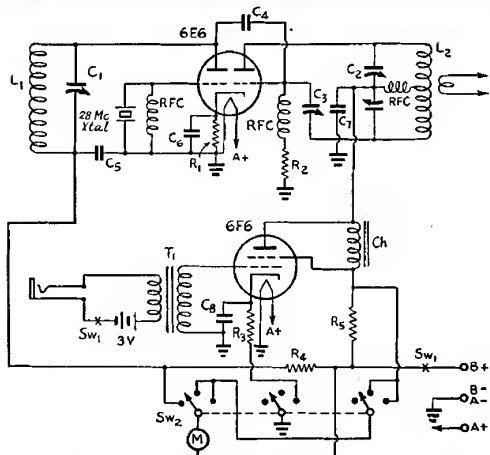 C4
6E6
L1
C1
28 Mc
Xtal
RFC
C6
R1
A+
RFC
R2
C3
C7
C2
RFC
L2
C5
6F6
Ch
T1
C8
R3
A+
R5
R4
Sw1
3V
Sw1
B+
B-
A-
A+
Sw2
M